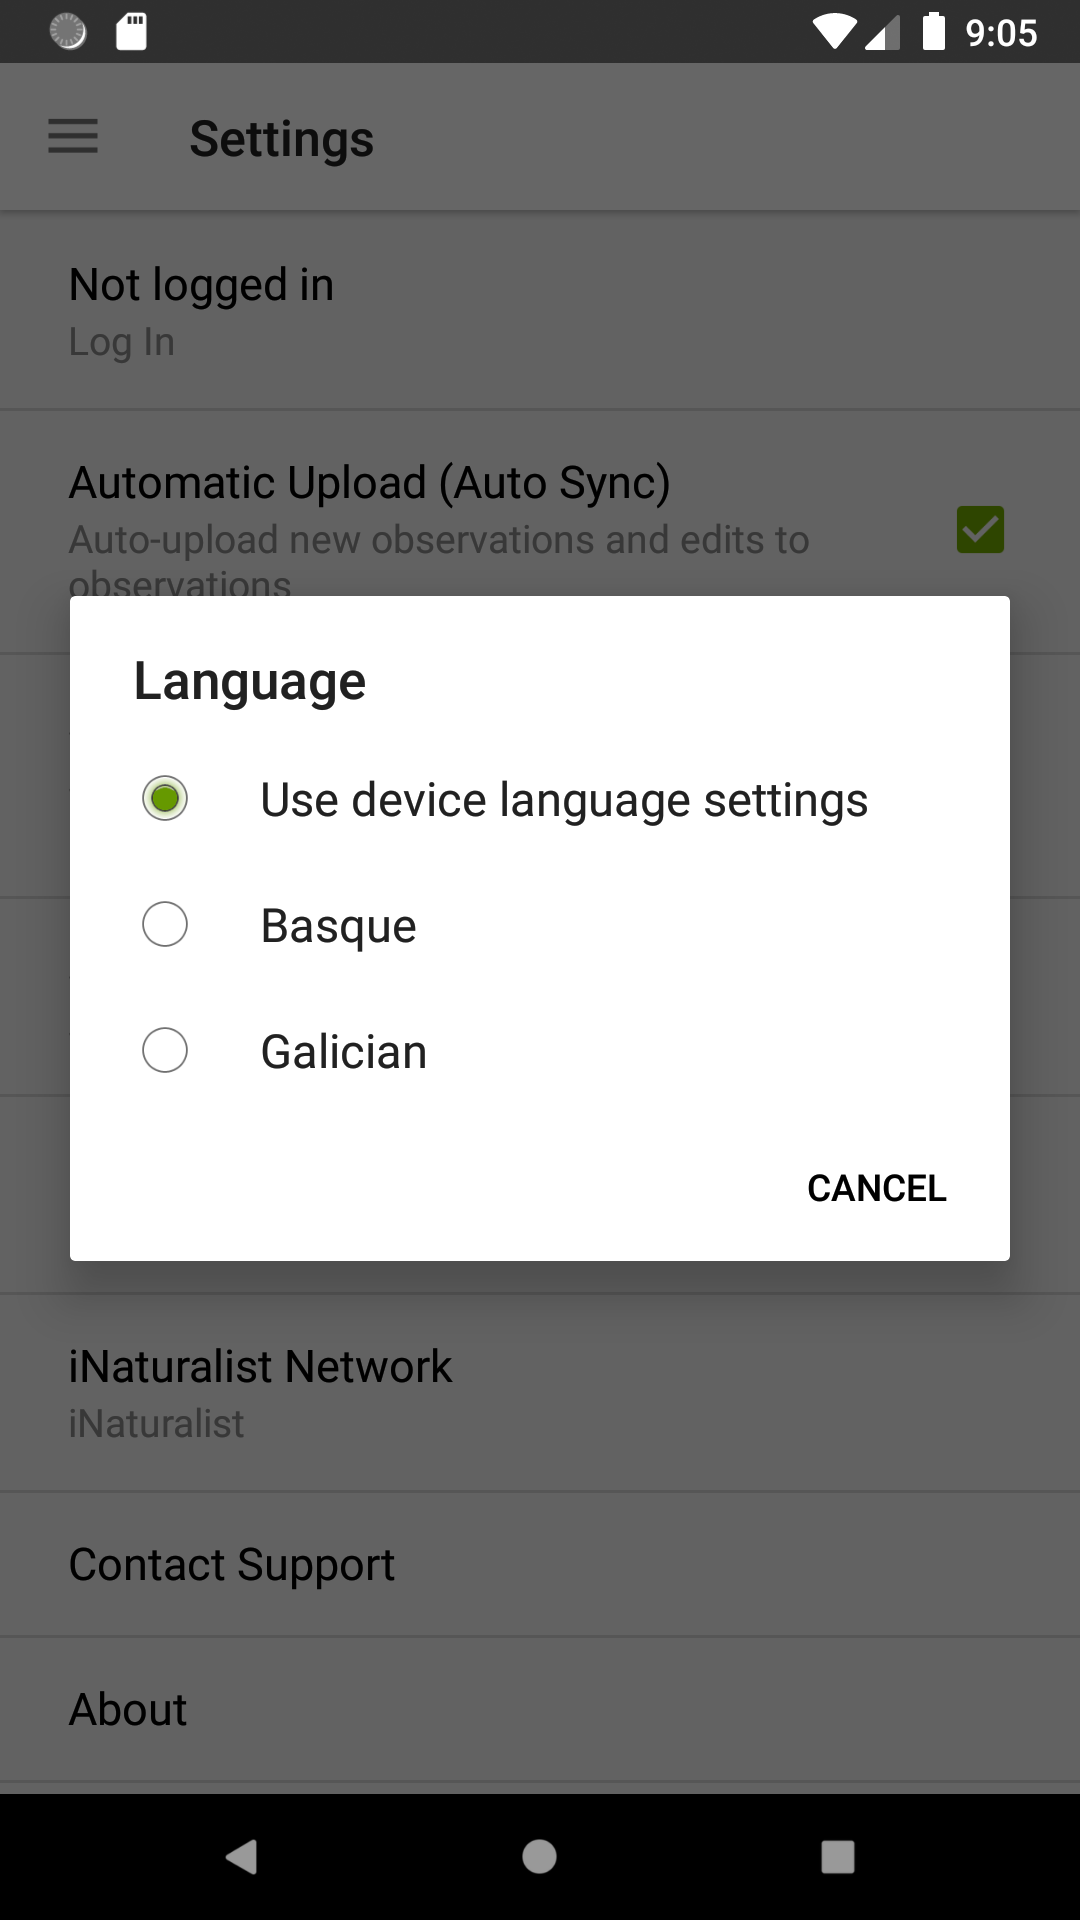 9:05
Settings
Not logged in
Log In
Automatic Upload (Auto Sync)
Auto-upload new observations and edits to
observations
Language
Use device language settings
Basque
Galician
CANCEL
iNaturalist Network
iNaturalist
Contact Support
About